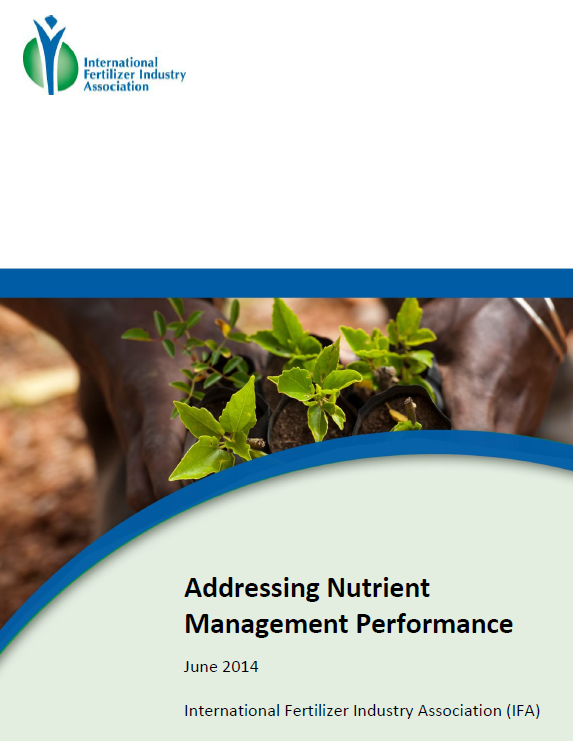 International
Fertilizer Industry
Association
Addressing Nutrient
Management Performance
June 2014
International Fertilizer Industry Association (IFA)